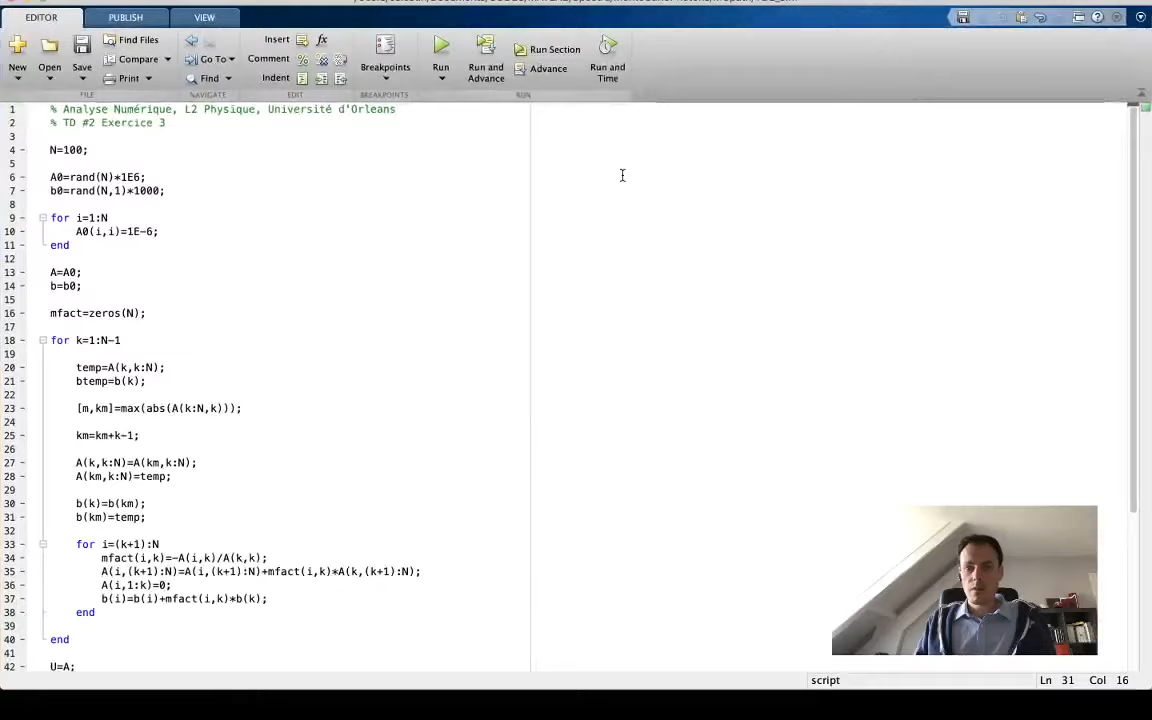 EDITOR PUBLISH VIEW
New Open Save Find Files Compare Print
Go To Find
Insert fx
Comment
Indent
Breakpoints
Run Run and Advance Run Section Advance Run and Time
FILE NAVIGATE EDIT BREAKPOINTS RUN
1 % Analyse Numérique, L2 Physique, Université d'Orleans
2 % TD #2 Exercice 3
3
4 - N=100;
5
6 - A0=rand(N)*1E6;
7 - b0=rand(N,1)*1000;
8
9 - for i=1:N
10 - A0(i,i)=1E-6;
11 - end
12
13 - A=A0;
14 - b=b0;
15
16 - mfact=zeros(N);
17
18 - for k=1:N-1
19
20 - temp=A(k,k:N);
21 - btemp=b(k);
22
23 - [m,km]=max(abs(A(k:N,k)));
24
25 - km=km+k-1;
26
27 - A(k,k:N)=A(km,k:N);
28 - A(km,k:N)=temp;
29
30 - b(k)=b(km);
31 - b(km)=temp;
32
33 - for i=(k+1):N
34 - mfact(i,k)=-A(i,k)/A(k,k);
35 - A(i,(k+1):N)=A(i,(k+1):N)+mfact(i,k)*A(k,(k+1):N);
36 - A(i,1:k)=0;
37 - b(i)=b(i)+mfact(i,k)*b(k);
38 - end
39
40 - end
41
42 - U=A;
script Ln 31 Col 16